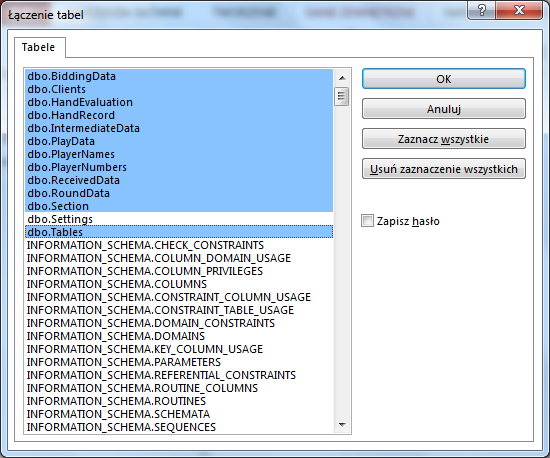 Łączenie tabel
Tabele
dbo.BiddingData
dbo.Clients
dbo.HandEvaluation
dbo.HandRecord
dbo.IntermediateData
dbo.PlayData
dbo.PlayerNames
dbo.PlayerNumbers
dbo.ReceivedData
dbo.RoundData
dbo.Section
dbo.Settings
dbo.Tables
INFORMATION_SCHEMA.CHECK_CONSTRAINTS
INFORMATION_SCHEMA.COLUMN_DOMAIN_USAGE
INFORMATION_SCHEMA.COLUMN_PRIVILEGES
INFORMATION_SCHEMA.COLUMNS
INFORMATION_SCHEMA.CONSTRAINT_COLUMN_USAGE
INFORMATION_SCHEMA.CONSTRAINT_TABLE_USAGE
INFORMATION_SCHEMA.DOMAIN_CONSTRAINTS
INFORMATION_SCHEMA.DOMAINS
INFORMATION_SCHEMA.KEY_COLUMN_USAGE
INFORMATION_SCHEMA.PARAMETERS
INFORMATION_SCHEMA.REFERENTIAL_CONSTRAINTS
INFORMATION_SCHEMA.ROUTINE_COLUMNS
INFORMATION_SCHEMA.ROUTINES
INFORMATION_SCHEMA.SCHEMATA
INFORMATION_SCHEMA.SEQUENCES
OK
Anuluj
Zaznacz wszystkie
Usuń zaznaczenie wszystkich
Zapisz hasło